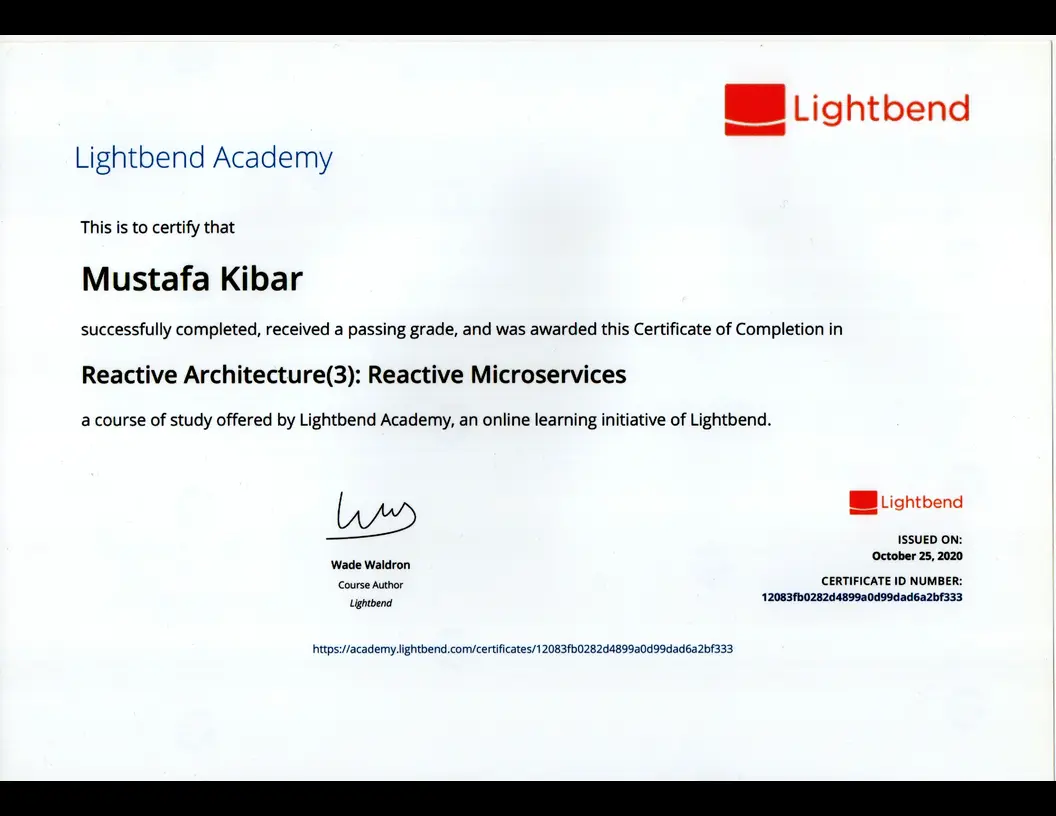 Lightbend
Lightbend Academy
This is to certify that
Mustafa Kibar
successfully completed, received a passing grade, and was awarded this Certificate of Completion in
Reactive Architecture(3): Reactive Microservices
a course of study offered by Lightbend Academy, an online learning initiative of Lightbend.
Wade Waldron
Course Author
Lightbend
Lightbend
ISSUED ON:
October 25, 2020
CERTIFICATE ID NUMBER:
12083fb0282d4899a0d99dad6a2bf333
https://academy.lightbend.com/certificates/12083fb0282d4899a0d99dad6a2bf333